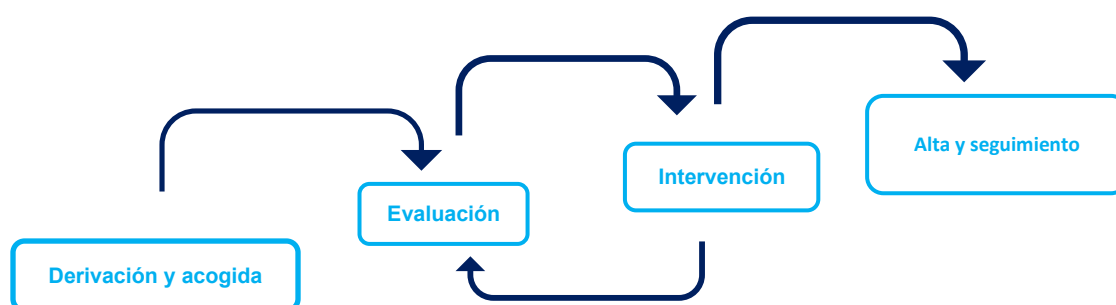 Derivación y acogida
Evaluación
Intervención
Alta y seguimiento